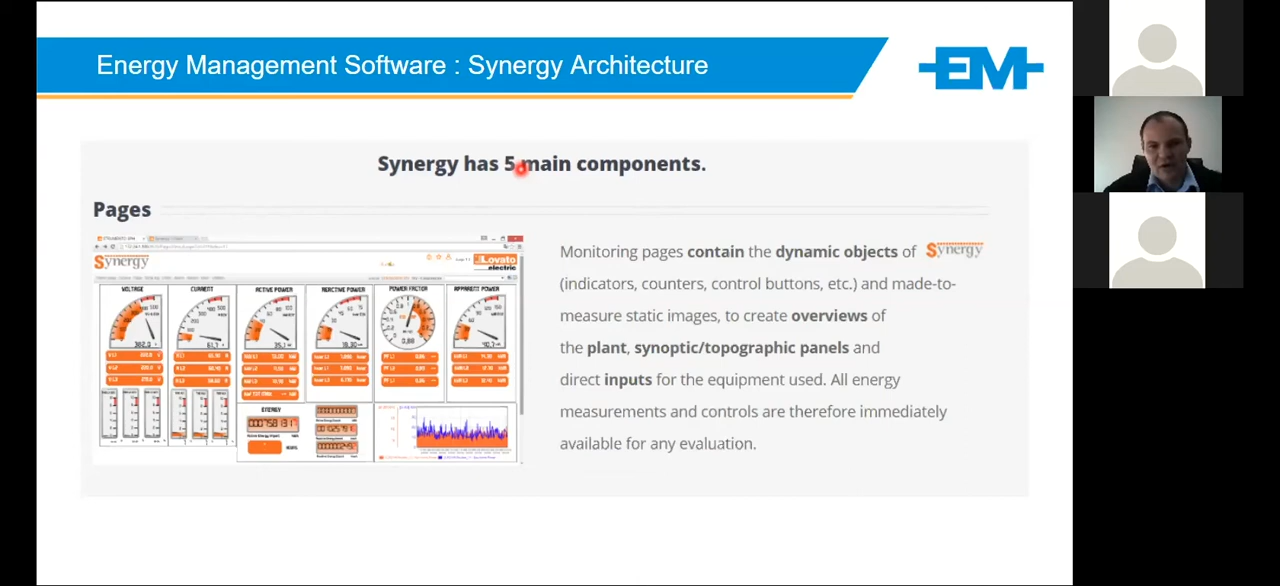 Energy Management Software : Synergy Architecture
EM
Synergy has 5 main components.
Pages
Synergy
Lovato
electric
VOLTAGE
CURRENT
ACTIVE POWER
REACTIVE POWER
POWER FACTOR
APPARENT POWER
ENERGY
Monitoring pages contain the dynamic objects of Synergy
(indicators, counters, control buttons, etc.) and made-to-
measure static images, to create overviews of
the plant, synoptic/topographic panels and
direct inputs for the equipment used. All energy
measurements and controls are therefore immediately
available for any evaluation.